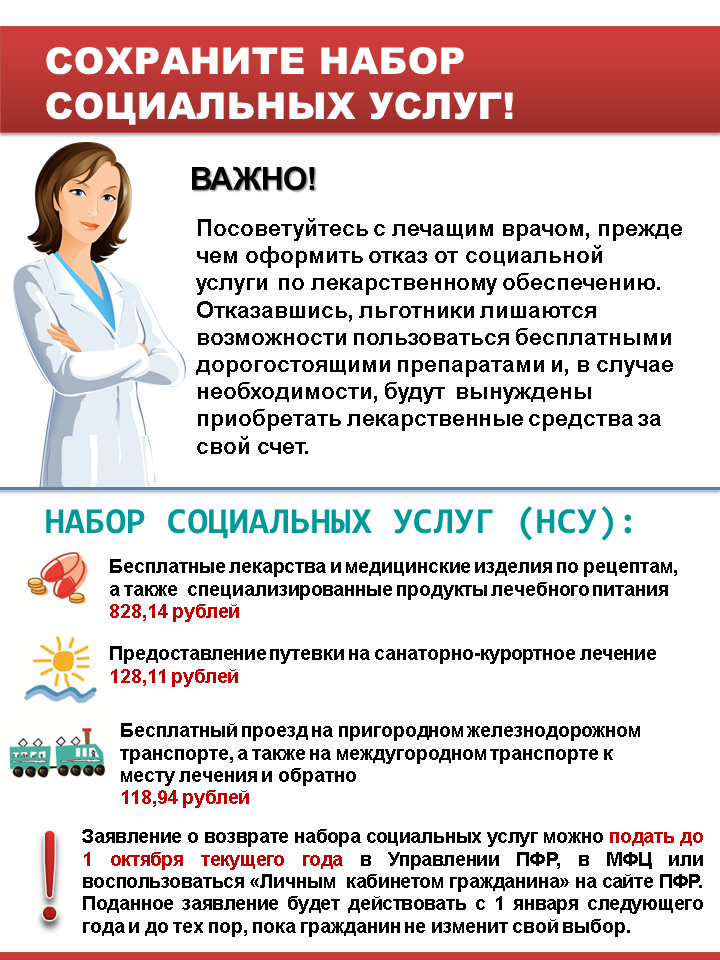 СОХРАНИТЕ НАБОР
СОЦИАЛЬНЫХ УСЛУГ!
ВАЖНО!
Посоветуйтесь с лечащим врачом, прежде
чем оформить отказ от социальной
услуги по лекарственному обеспечению.
Отказавшись, льготники лишаются
возможности пользоваться бесплатными
дорогостоящими препаратами и, в случае
необходимости, будут вынуждены
приобретать лекарственные средства за
свой счет.
НАБОР СОЦИАЛЬНЫХ УСЛУГ (НСУ):
Бесплатные лекарства и медицинские изделия по рецептам,
а также специализированные продукты лечебного питания
828,14 рублей
Предоставление путевки на санаторно-курортное лечение
128,11 рублей
Бесплатный проезд на пригородном железнодорожном
транспорте, а также на междугородном транспорте к
месту лечения и обратно
118,94 рублей
Заявление о возврате набора социальных услуг можно подать до
1 октября текущего года в Управлении ПФР, в МФЦ или
воспользоваться «Личным кабинетом гражданина» на сайте ПФР.
Поданное заявление будет действовать с 1 января следующего
года и до тех пор, пока гражданин не изменит свой выбор.